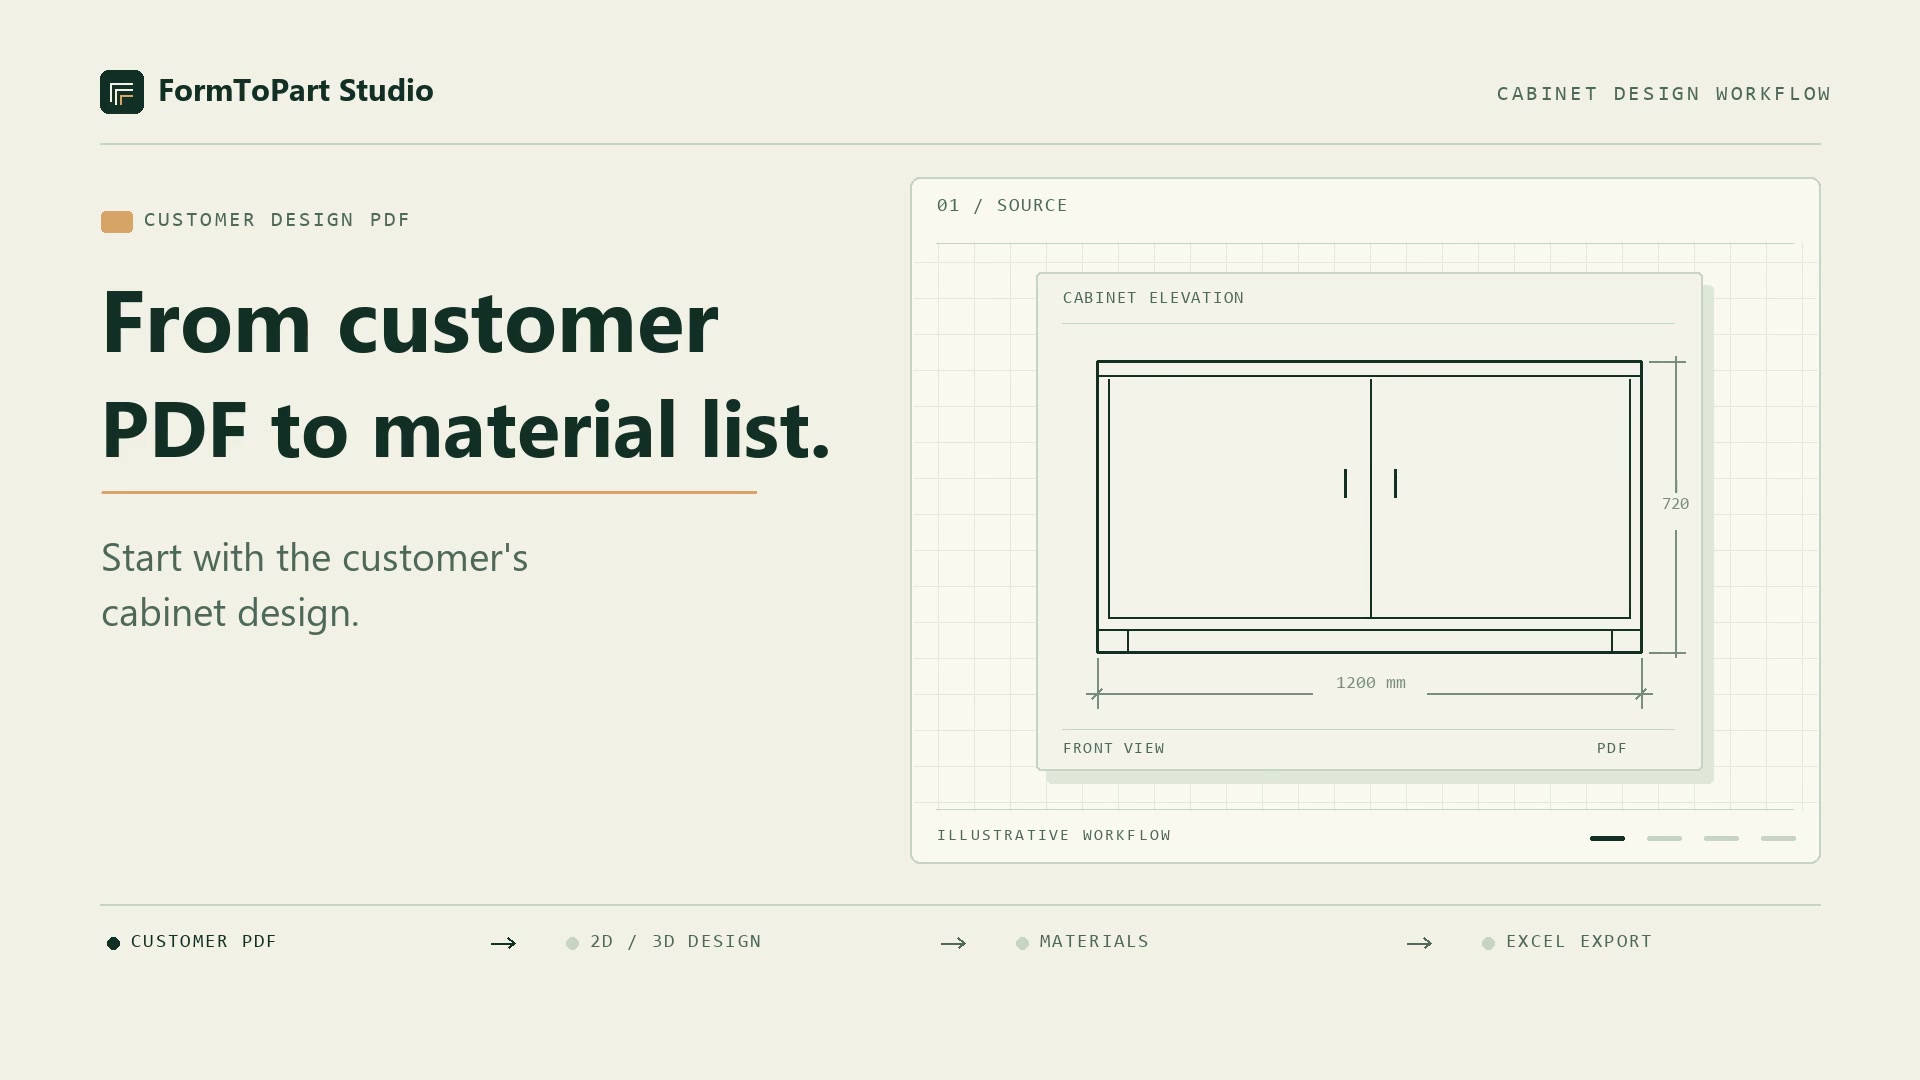 FormToPart Studio
CABINET DESIGN WORKFLOW
CUSTOMER DESIGN PDF
From customer
PDF to material list.
Start with the customer's
cabinet design.
01 / SOURCE
CABINET ELEVATION
720
1200 mm
FRONT VIEW
PDF
ILLUSTRATIVE WORKFLOW
CUSTOMER PDF
→
2D / 3D DESIGN
→
MATERIALS
→
EXCEL EXPORT